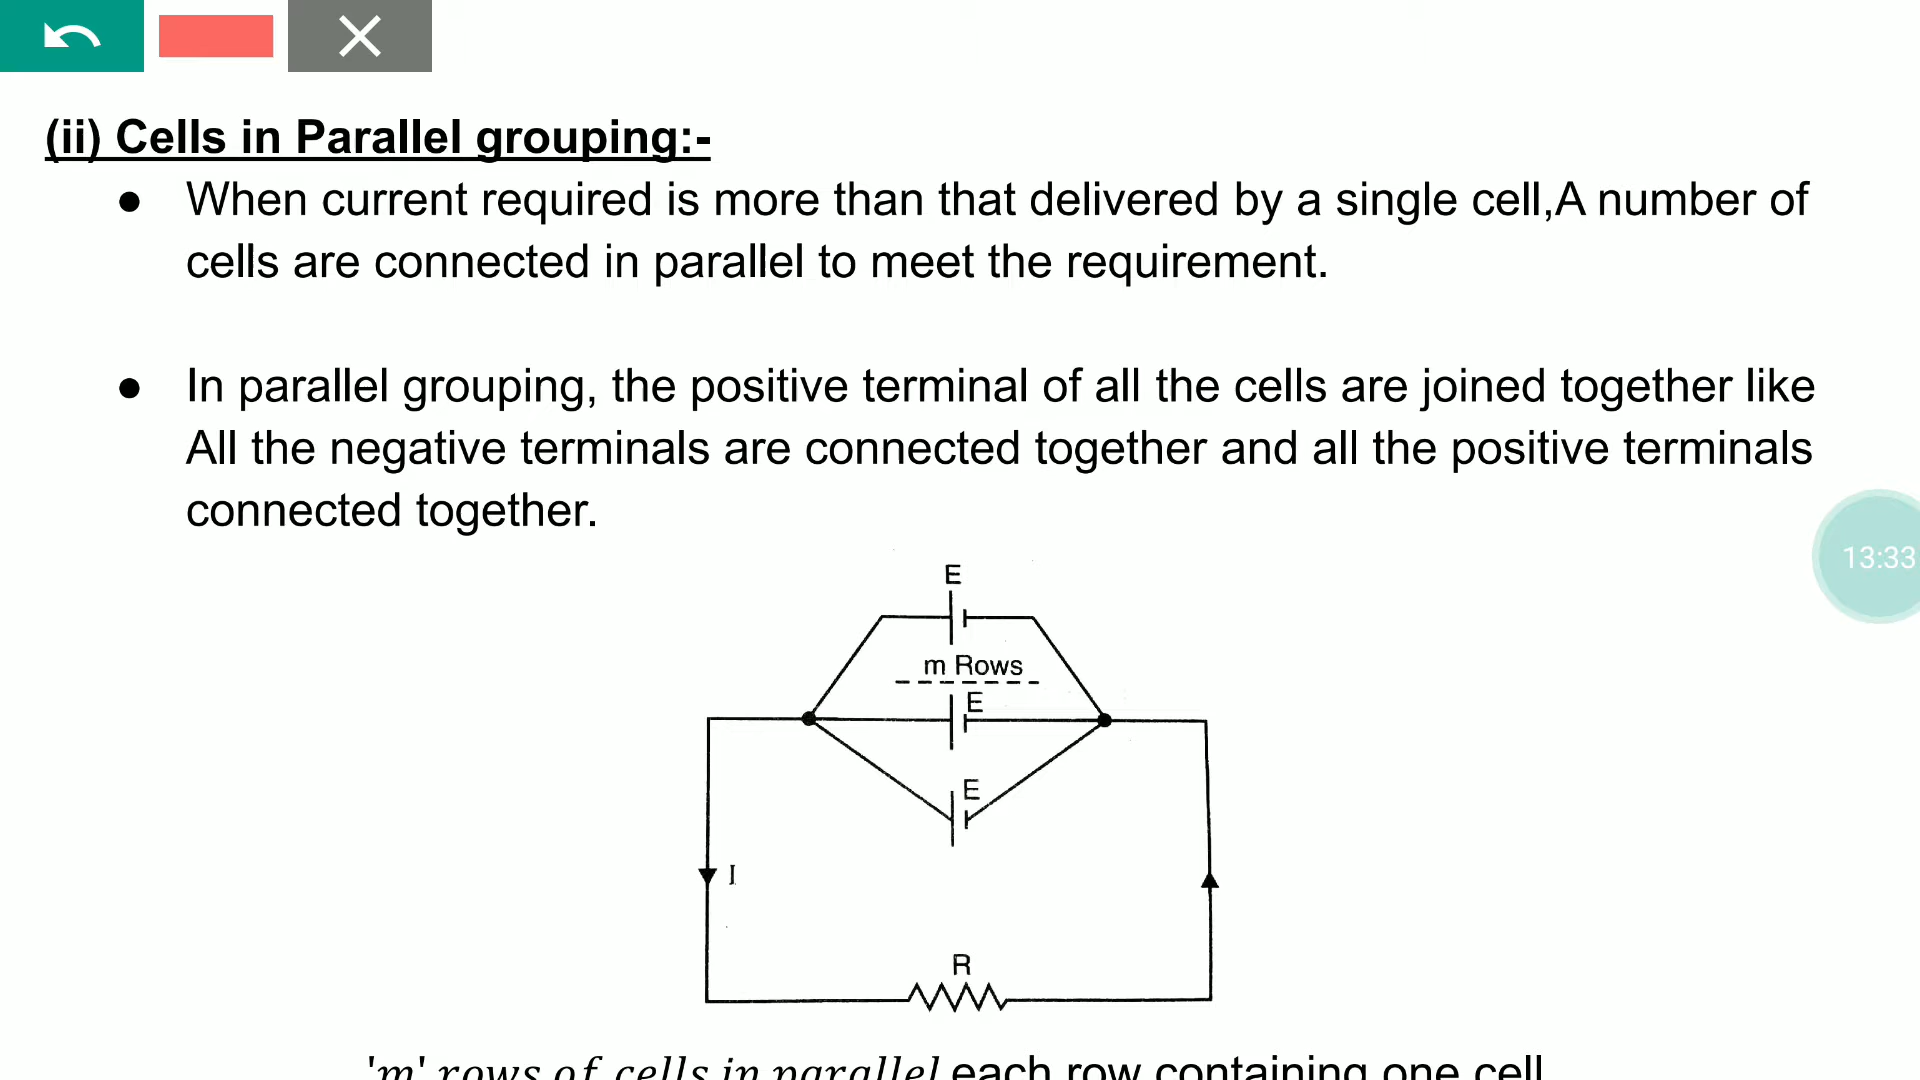 (ii) Cells in Parallel grouping:-
● When current required is more than that delivered by a single cell,A number of
cells are connected in parallel to meet the requirement.
● In parallel grouping, the positive terminal of all the cells are joined together like
All the negative terminals are connected together and all the positive terminals
connected together.
13:33
E
m Rows
E
E
I
R
'm' rows of cells in parallel each row containing one cell